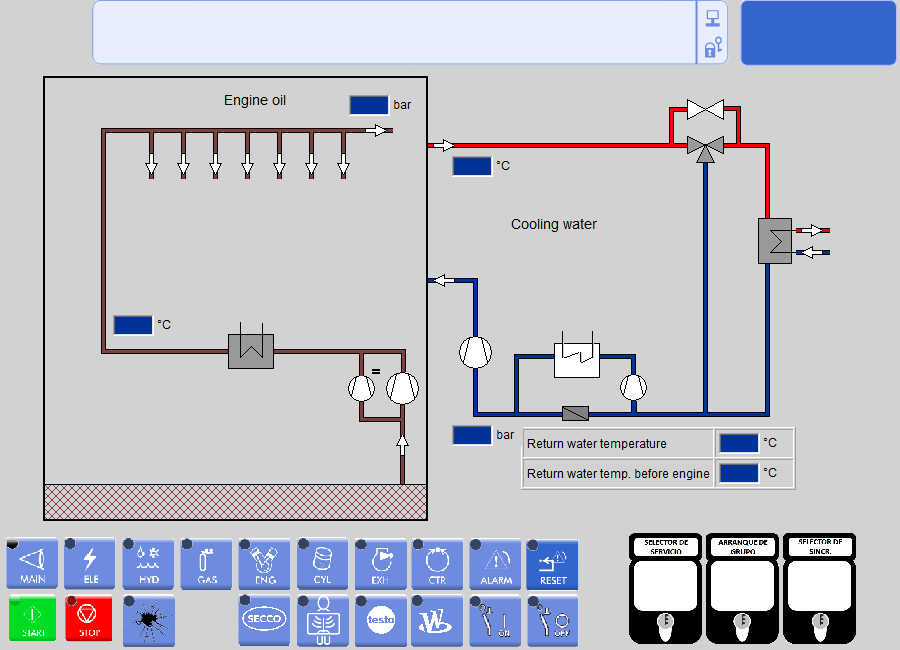 Engine oil
bar
°C
Cooling water
°C
=
bar
Return water temperature
°C
Return water temp. before engine
°C
MAIN
ELE
HYD
GAS
ENG
CYL
EXH
CTR
ALARM
RESET
START
STOP
SECCO
testo
W
ON
OFF
SELECTOR DE
SERVICIO
ARRANQUE DE
GRUPO
SELECTOR DE
SINCR.